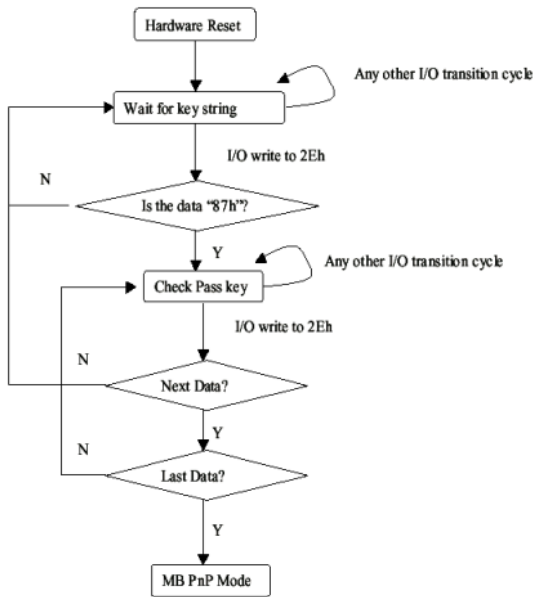 Hardware Reset
Any other I/O transition cycle
Wait for key string
I/O write to 2Eh
N
Is the data “87h”?
Y
Any other I/O transition cycle
Check Pass key
I/O write to 2Eh
N
Next Data?
Y
N
Last Data?
Y
MB PnP Mode